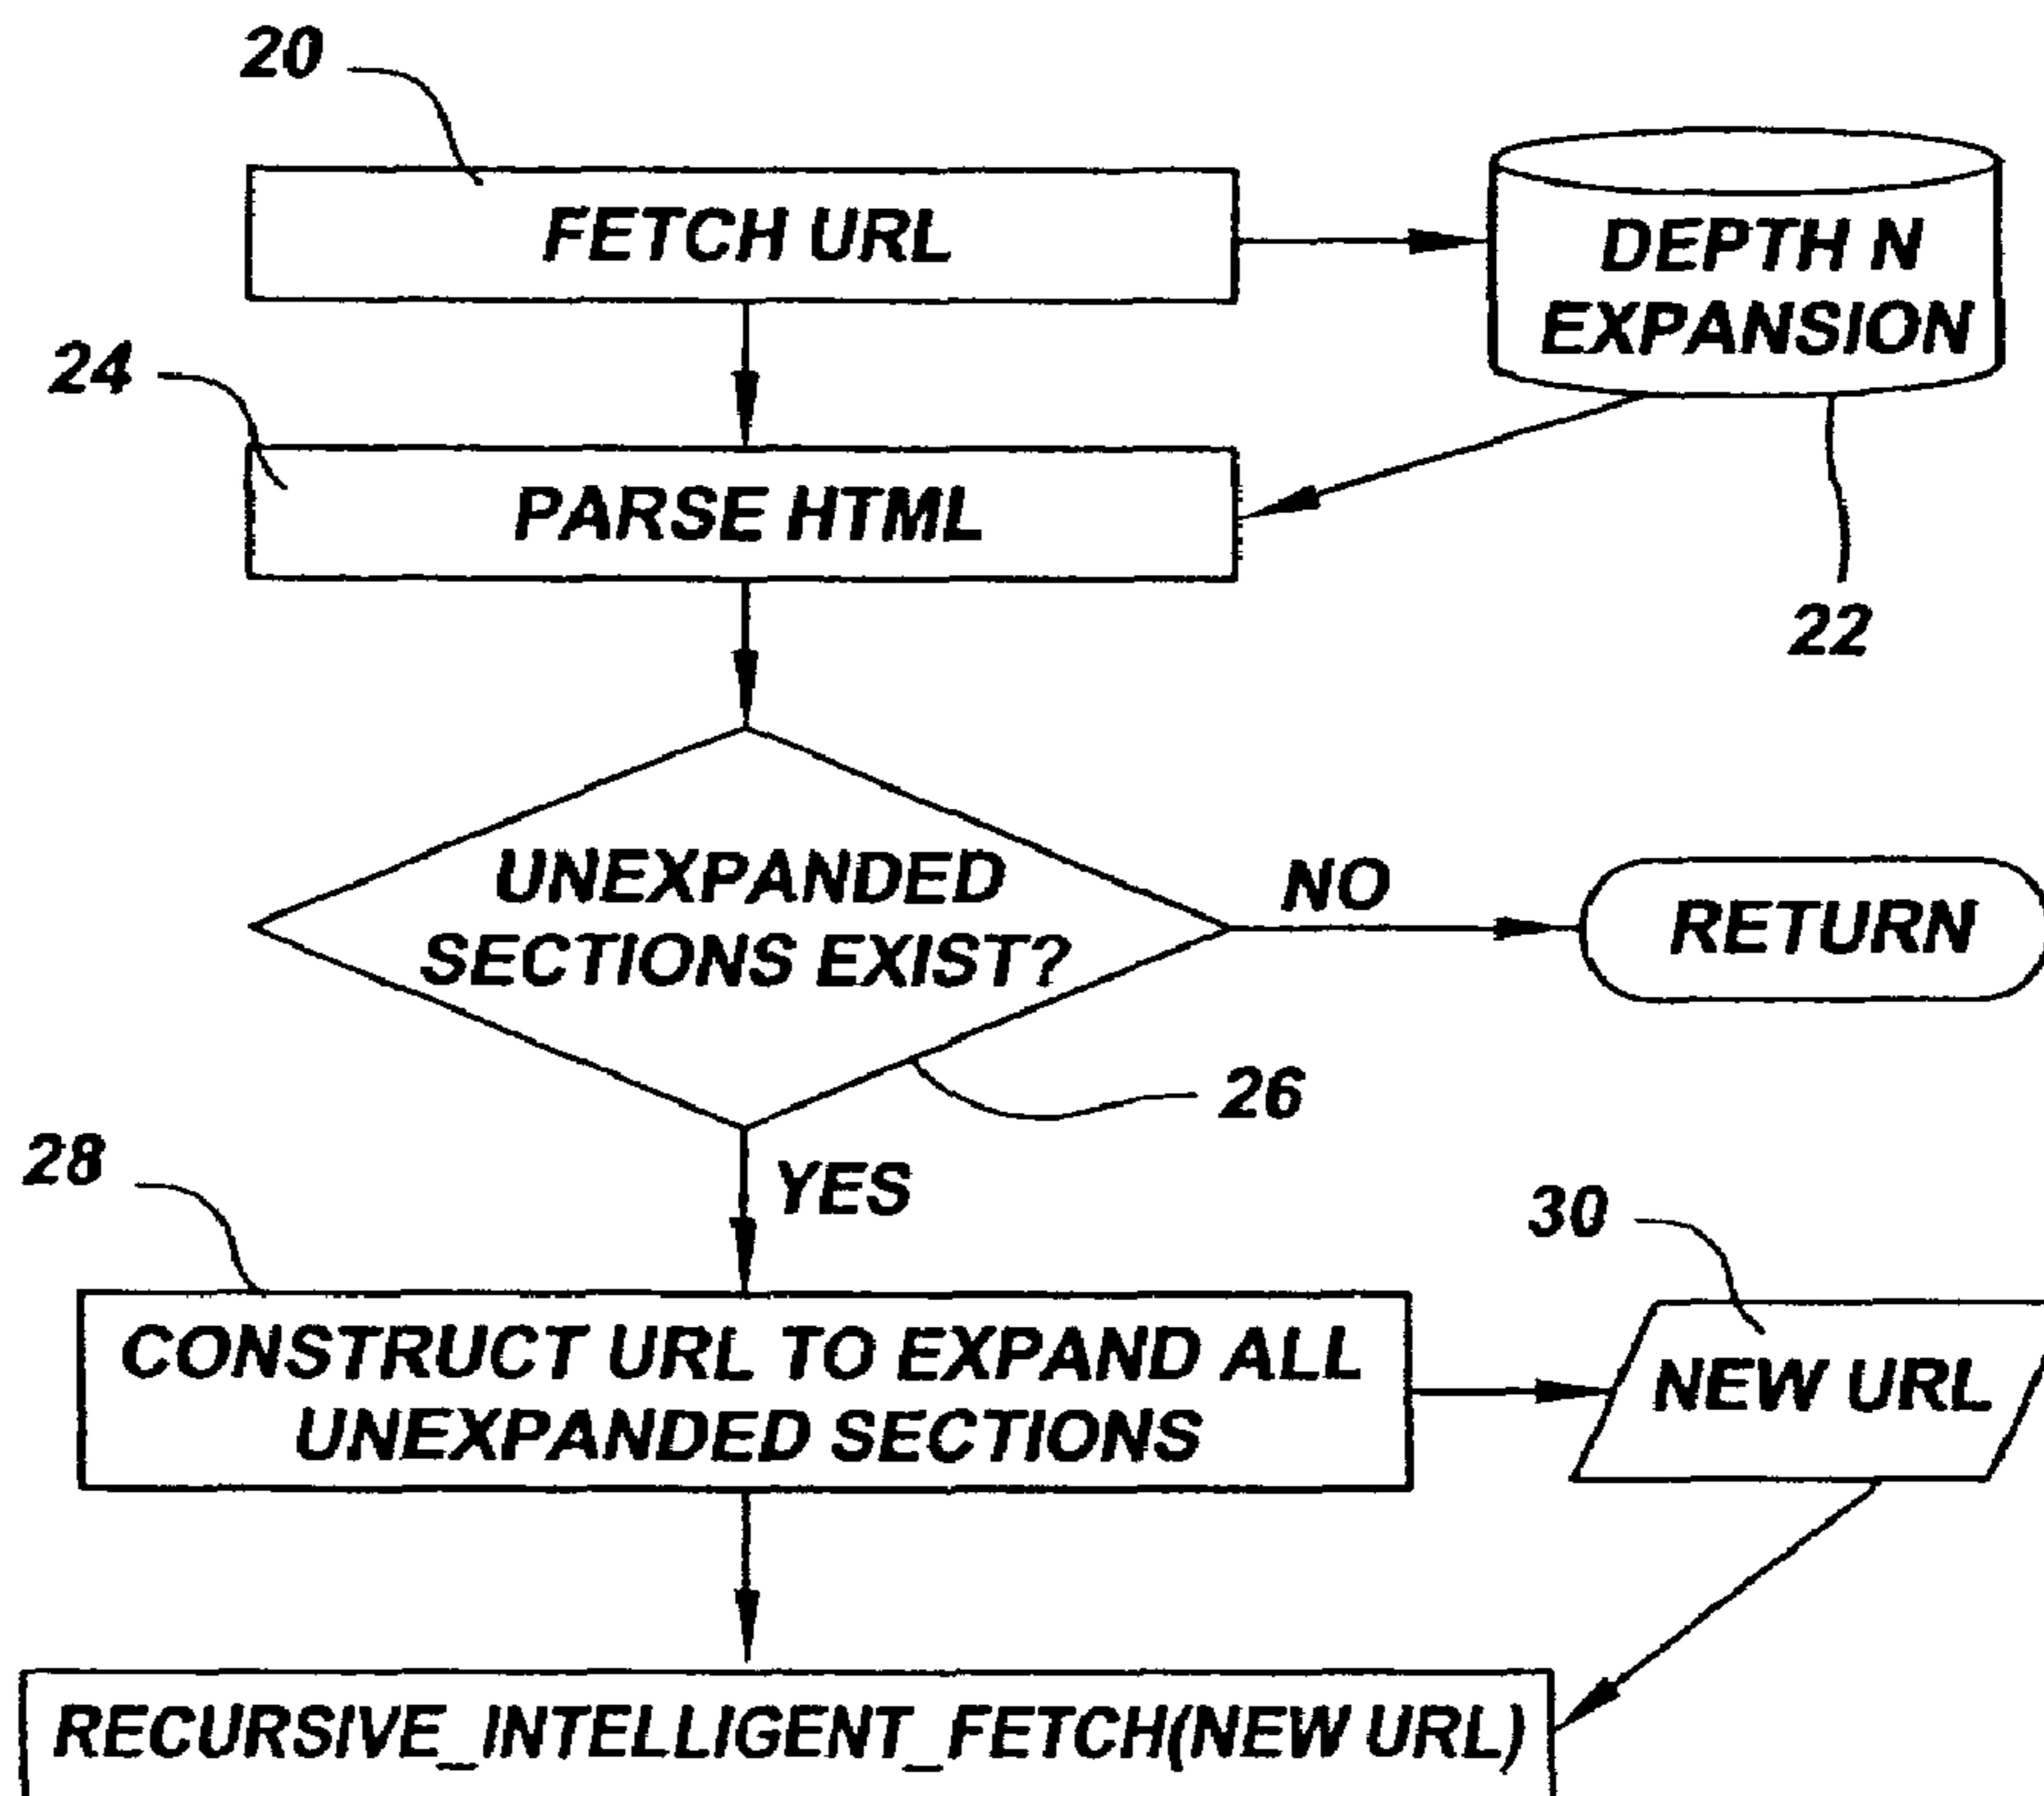 20
FETCH URL
DEPTH N
EXPANSION
24
PARSE HTML
22
UNEXPANDED
SECTIONS EXIST?
NO
RETURN
26
YES
28
30
CONSTRUCT URL TO EXPAND ALL
UNEXPANDED SECTIONS
NEW URL
RECURSIVE_INTELLIGENT_FETCH(NEW URL)